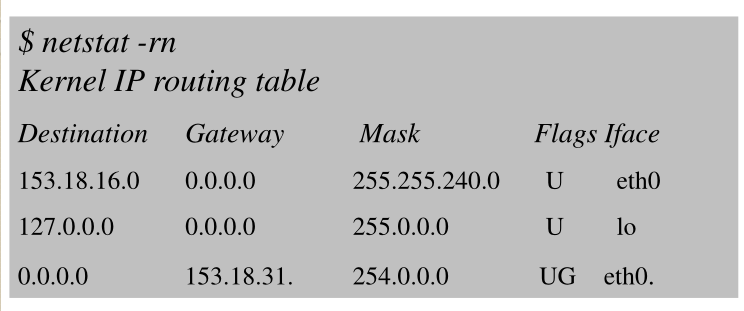 $ netstat -rn
Kernel IP routing table
Destination Gateway Mask Flags Iface
153.18.16.0 0.0.0.0 255.255.240.0 U eth0
127.0.0.0 0.0.0.0 255.0.0.0 U lo
0.0.0.0 153.18.31. 254.0.0.0 UG eth0.